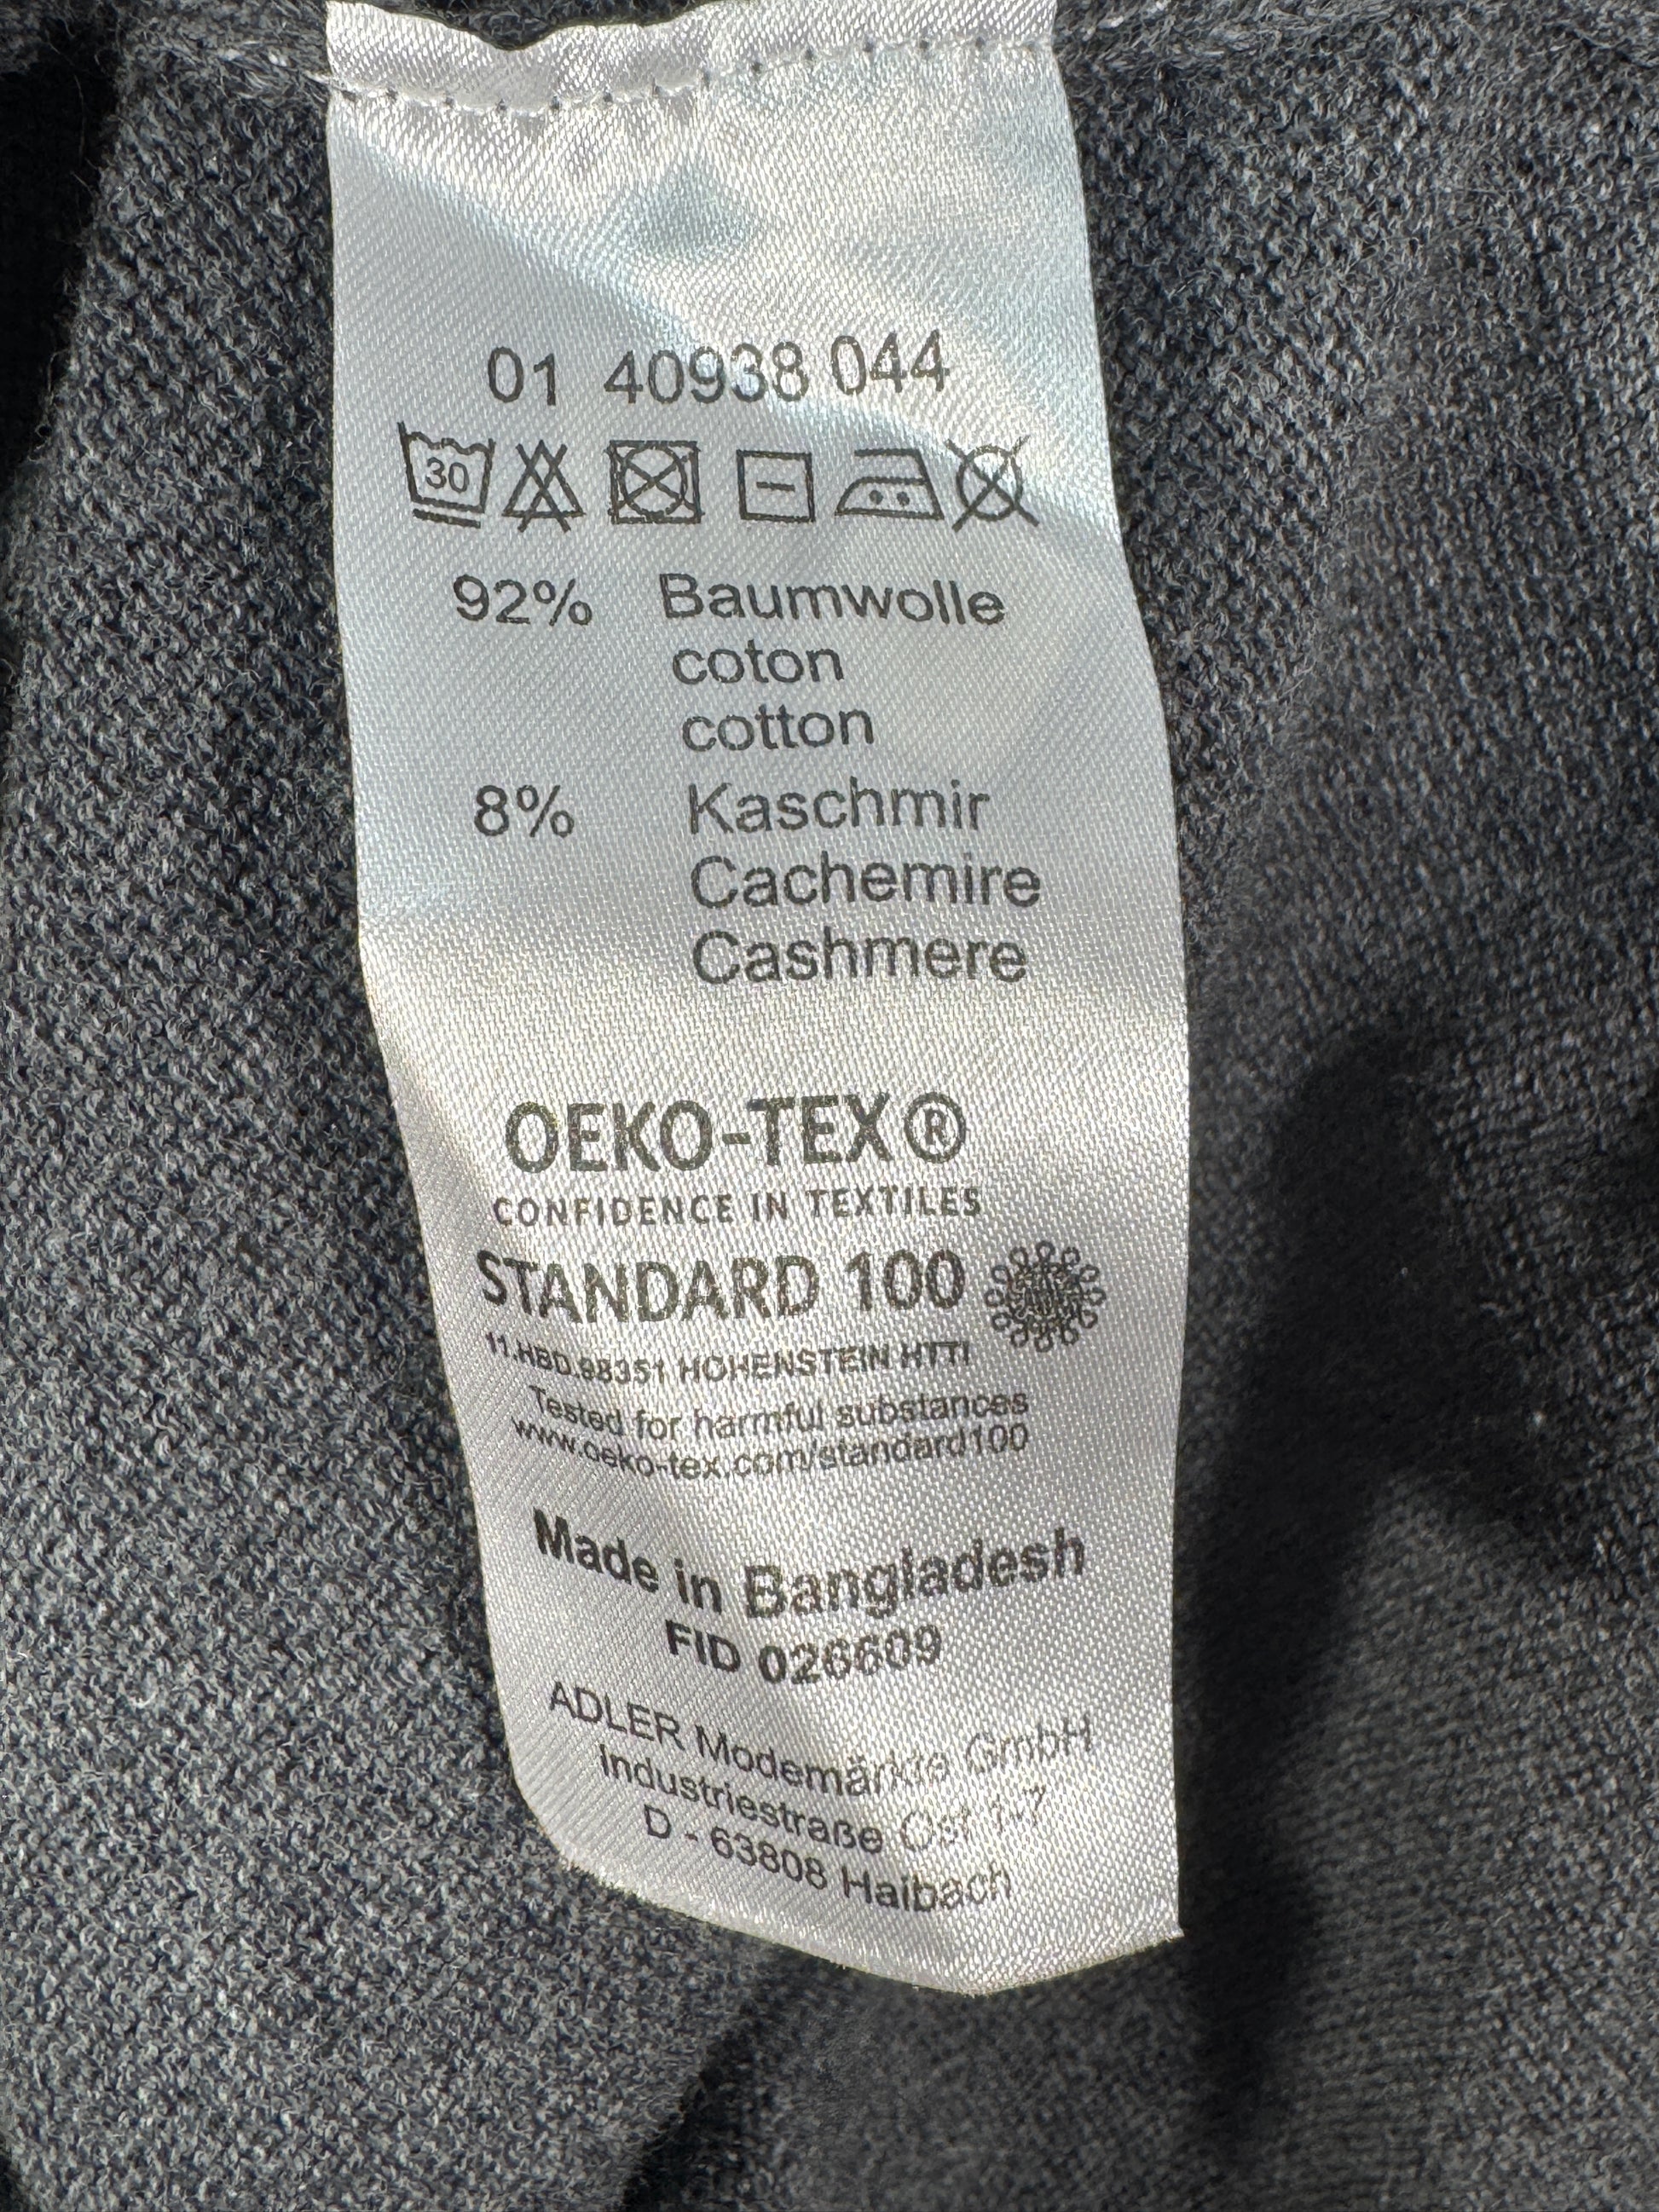 01 40938 044
30
92% Baumwolle
coton
cotton
8% Kaschmir
Cachemire
Cashmere
OEKO-TEX®
CONFIDENCE IN TEXTILES
STANDARD 100
11.HBD.98351 HOHENSTEIN HTTI
Tested for harmful substances
www.oeko-tex.com/standard100
Made in Bangladesh
FID 026609
ADLER Modemärkte GmbH
Industriestraße Ost 1-7
D - 63808 Haibach